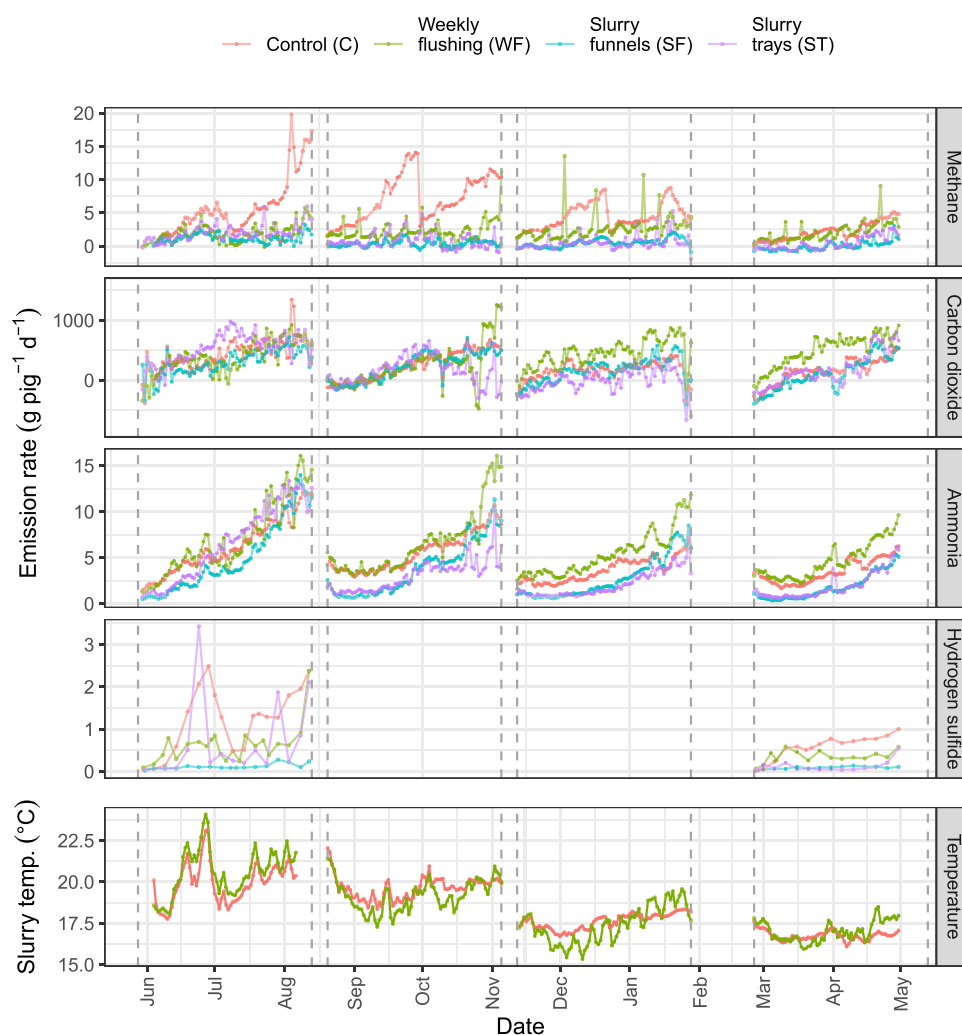 Control (C)
Weekly
flushing (WF)
Slurry
funnels (SF)
Slurry
trays (ST)
Emission rate (g pig⁻¹ d⁻¹)
20
15
10
5
0
Methane
1000
0
Carbon dioxide
15
10
5
0
Ammonia
3
2
1
0
Hydrogen sulfide
Slurry temp. (°C)
22.5
20.0
17.5
15.0
Temperature
Jun
Jul
Aug
Sep
Oct
Nov
Dec
Jan
Feb
Mar
Apr
May
Date